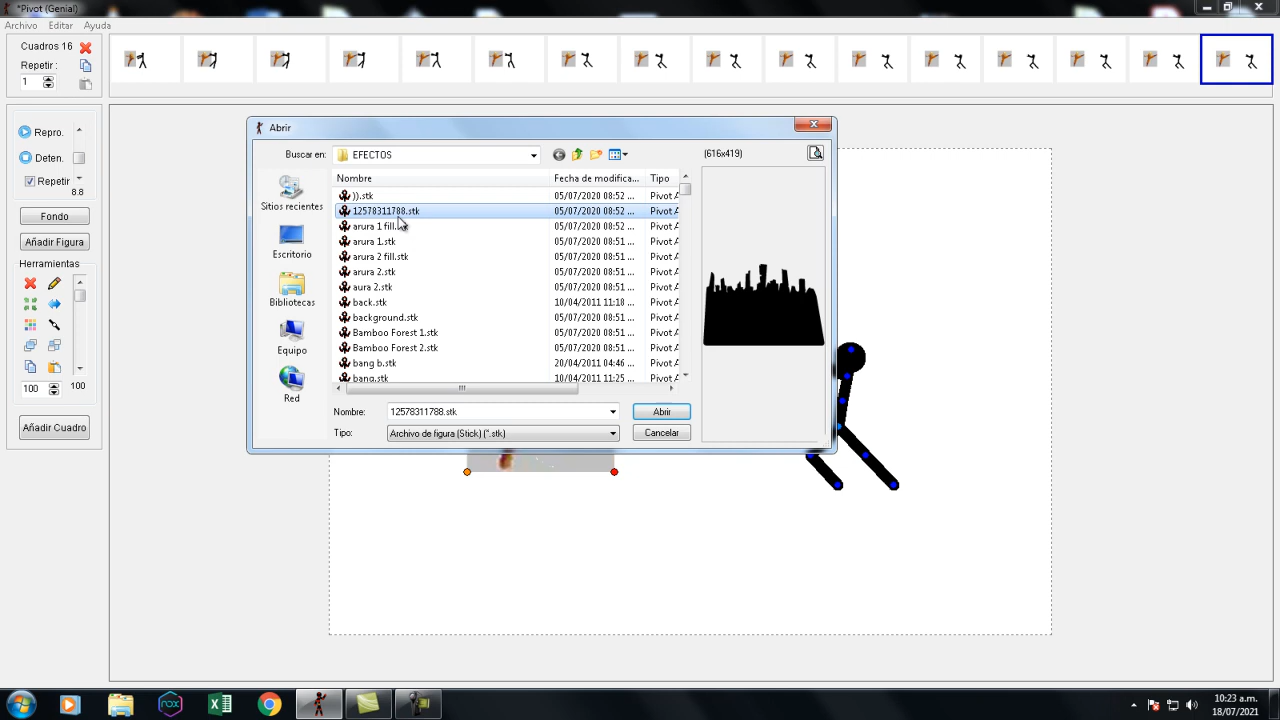 *Pivot (Genial)
Archivo Editar Ayuda
Cuadros 16
Repetir :
1
Repro.
Deten.
Repetir
8.8
Fondo
Añadir Figura
Herramientas
100 100
Añadir Cuadro
Abrir
Buscar en: EFECTOS
(616x419)
Nombre Fecha de modifica... Tipo
)).stk 05/07/2020 08:52 ... Pivot A
12578311788.stk 05/07/2020 08:52 ... Pivot A
arura 1 fill. 05/07/2020 08:52 ... Pivot A
arura 1.stk 05/07/2020 08:51 ... Pivot A
arura 2 fill.stk 05/07/2020 08:51 ... Pivot A
arura 2.stk 05/07/2020 08:51 ... Pivot A
aura 2.stk 05/07/2020 08:51 ... Pivot A
back.stk 10/04/2011 11:18 ... Pivot A
background.stk 05/07/2020 08:51 ... Pivot A
Bamboo Forest 1.stk 05/07/2020 08:51 ... Pivot A
Bamboo Forest 2.stk 05/07/2020 08:51 ... Pivot A
bang b.stk 20/04/2011 04:46 ... Pivot A
bang.stk 10/04/2011 11:25 ... Pivot A
Sitios recientes
Escritorio
Bibliotecas
Equipo
Red
Nombre: 12578311788.stk Abrir
Tipo: Archivo de figura (Stick) (*.stk) Cancelar
nox
10:23 a.m.
18/07/2021